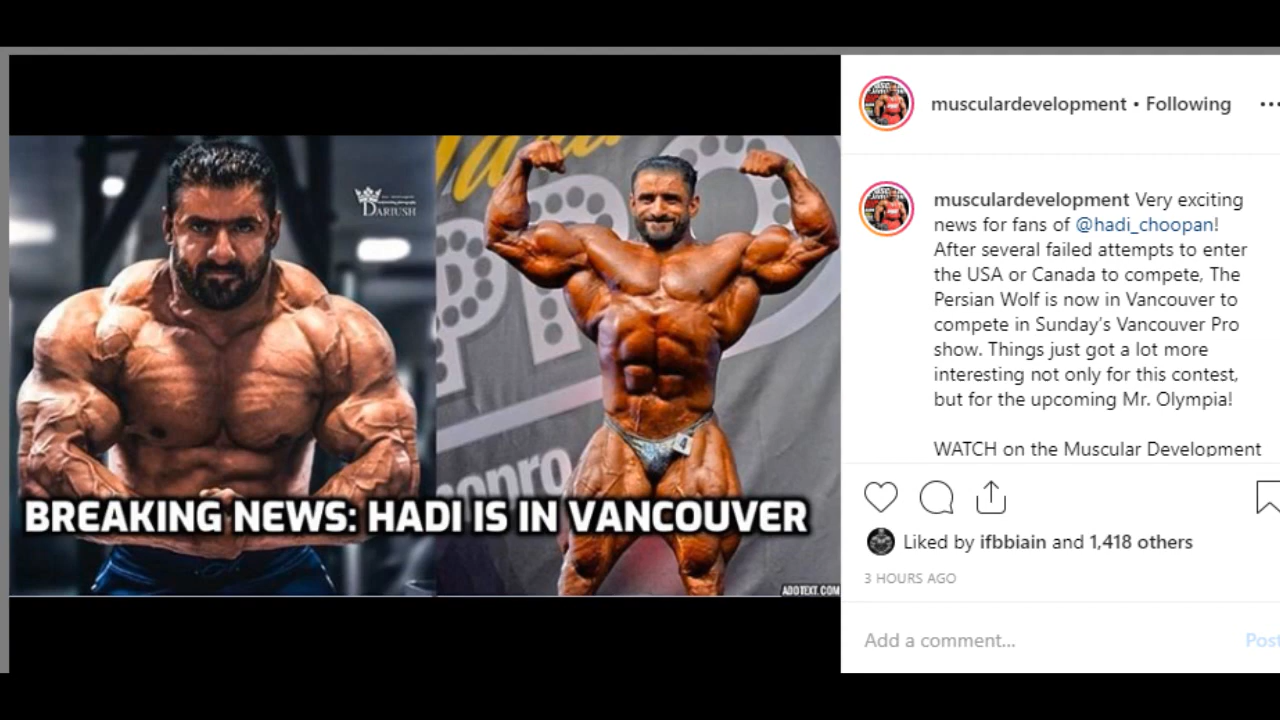 DARIUSH
PRO
nopro
4
BREAKING NEWS: HADI IS IN VANCOUVER
ADDTEXT.COM
musculardevelopment • Following
musculardevelopment Very exciting
news for fans of @hadi_choopan!
After several failed attempts to enter
the USA or Canada to compete, The
Persian Wolf is now in Vancouver to
compete in Sunday's Vancouver Pro
show. Things just got a lot more
interesting not only for this contest,
but for the upcoming Mr. Olympia!
WATCH on the Muscular Development
Liked by ifbbiain and 1,418 others
3 HOURS AGO
Add a comment...
Post